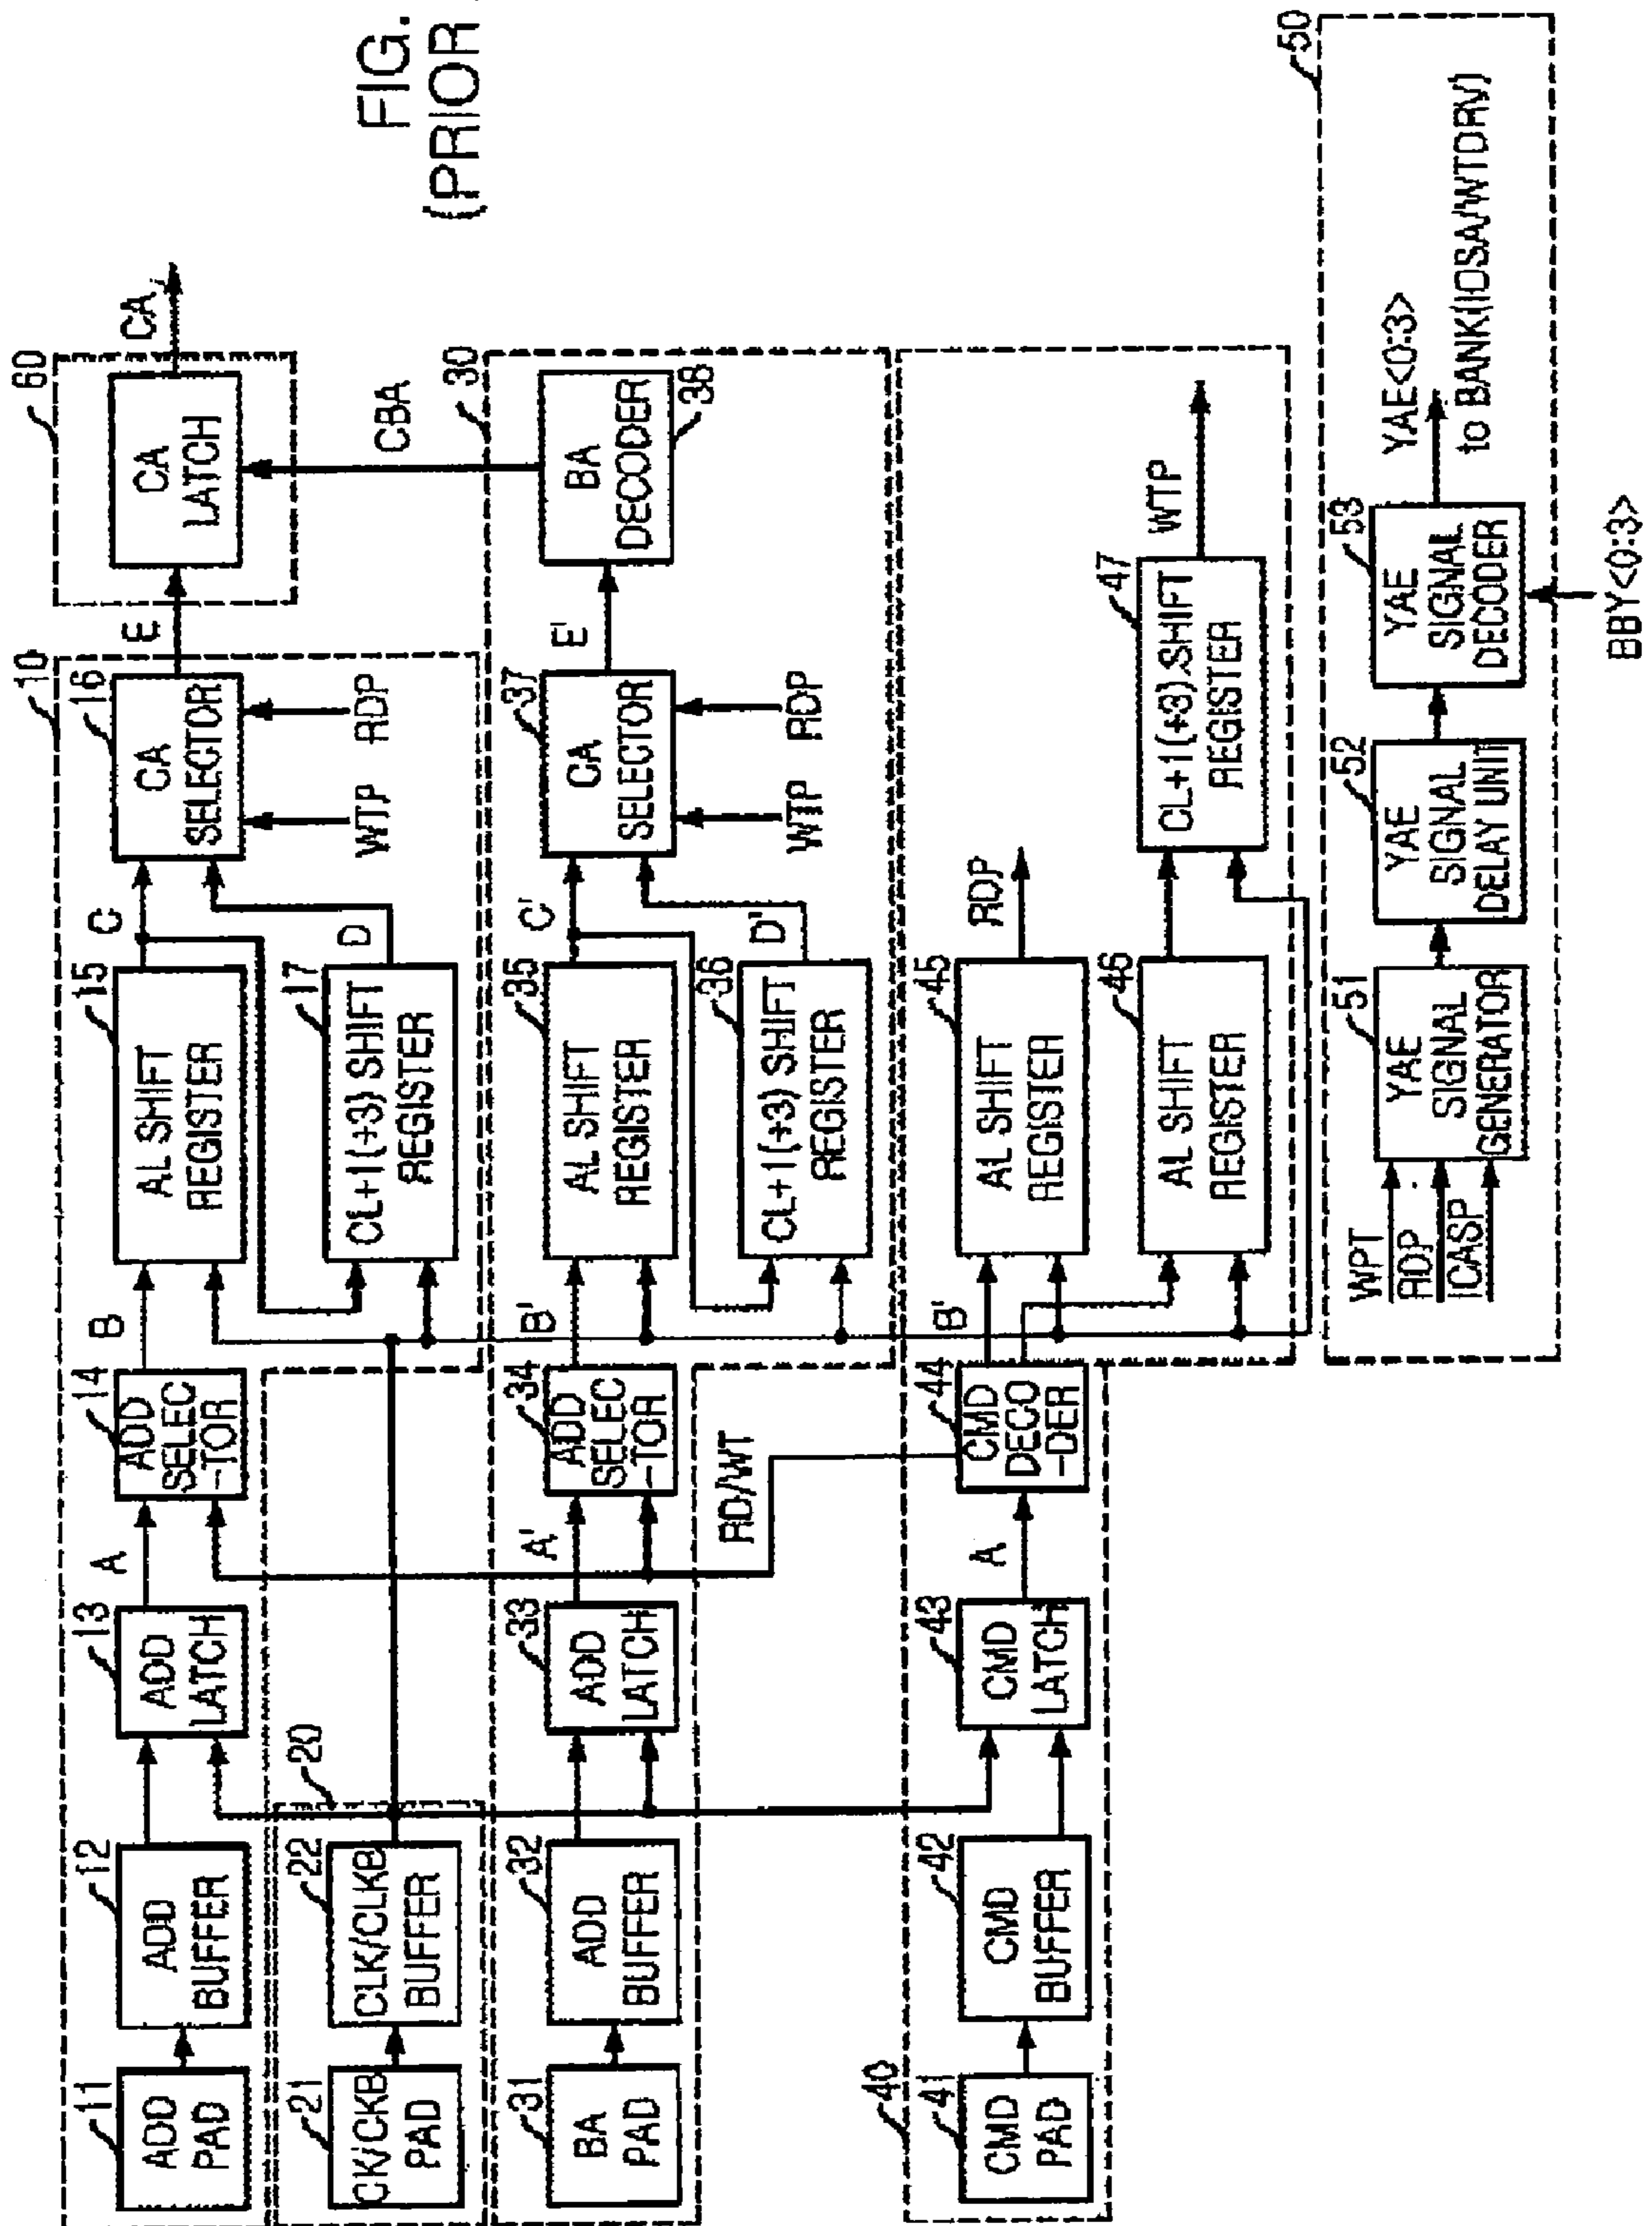 FIG.
(PRIOR
10
11
ADD
PAD
12
ADD
BUFFER
13
ADD
LATCH
A
14
ADD
SELEC
-TOR
B
15
AL SHIFT
REGISTER
C
16
CA
SELECTOR
WTP
RDP
E
17
CL+1(+3) SHIFT
REGISTER
D
60
CA
LATCH
CA
20
21
CK/CKB
PAD
22
CLK/CLKB
BUFFER
30
31
BA
PAD
32
ADD
BUFFER
33
ADD
LATCH
A'
34
ADD
SELEC
-TOR
B'
35
AL SHIFT
REGISTER
C'
37
CA
SELECTOR
WTP
RDP
E'
38
BA
DECODER
CBA
36
CL+1(+3) SHIFT
REGISTER
D'
RD/WT
40
41
CMD
PAD
42
CMD
BUFFER
43
CMD
LATCH
A
44
CMD
DECO
-DER
B'
45
AL SHIFT
REGISTER
RDP
46
AL SHIFT
REGISTER
47
CL+1(+3) SHIFT
REGISTER
WTP
50
WPT
RDP
ICASP
51
YAE
SIGNAL
GENERATOR
52
YAE
SIGNAL
DELAY UNIT
53
YAE
SIGNAL
DECODER
YAE<0:3>
to BANK(IOSA/WTDRV)
BBY<0:3>